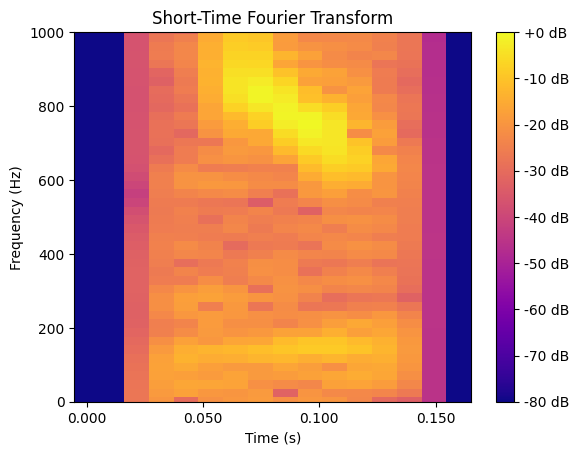 Short-Time Fourier Transform
1000
800
600
400
200
0
Frequency (Hz)
0.000
0.050
0.100
0.150
Time (s)
+0 dB
-10 dB
-20 dB
-30 dB
-40 dB
-50 dB
-60 dB
-70 dB
-80 dB